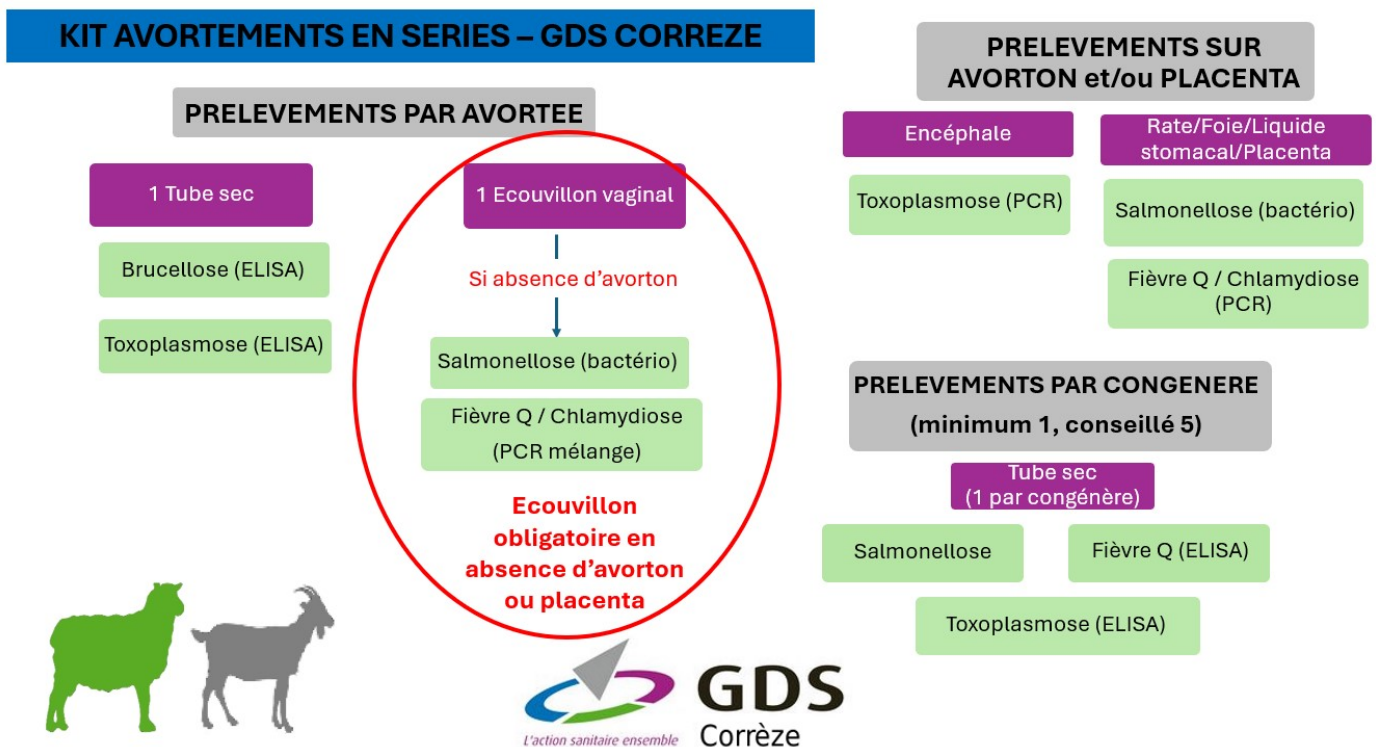 KIT AVORTEMENTS EN SERIES – GDS CORREZE
PRELEVEMENTS PAR AVORTEE
1 Tube sec
Brucellose (ELISA)
Toxoplasmose (ELISA)
1 Ecouvillon vaginal
Si absence d’avorton
Salmonellose (bactério)
Fièvre Q / Chlamydiose
(PCR mélange)
Ecouvillon
obligatoire en
absence d’avorton
ou placenta
PRELEVEMENTS SUR
AVORTON et/ou PLACENTA
Encéphale
Toxoplasmose (PCR)
Rate/Foie/Liquide
stomacal/Placenta
Salmonellose (bactério)
Fièvre Q / Chlamydiose
(PCR)
PRELEVEMENTS PAR CONGENERE
(minimum 1, conseillé 5)
Tube sec
(1 par congénère)
Salmonellose
Fièvre Q (ELISA)
Toxoplasmose (ELISA)
GDS
Corrèze
L'action sanitaire ensemble